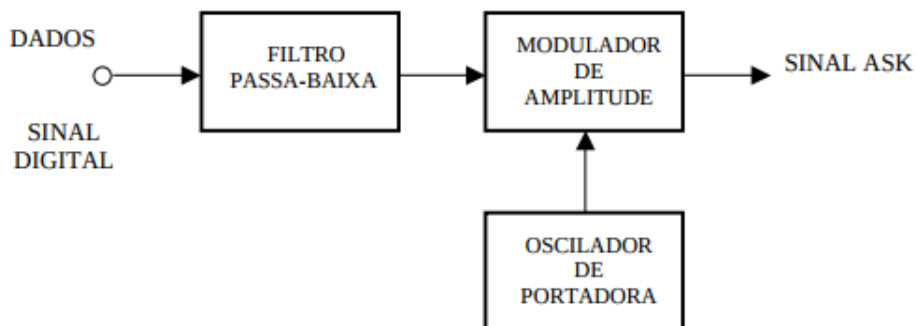 DADOS
SINAL
DIGITAL
FILTRO
PASSA-BAIXA
MODULADOR
DE
AMPLITUDE
SINAL ASK
OSCILADOR
DE
PORTADORA